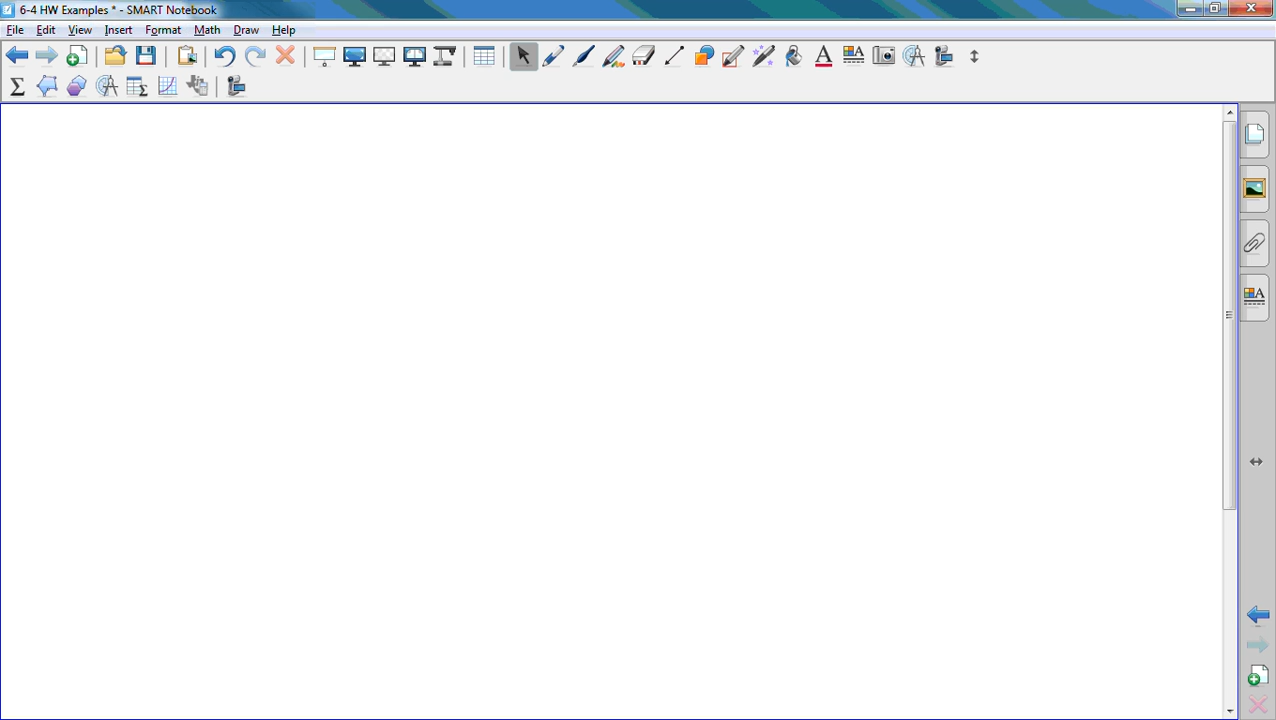 6-4 HW Examples * - SMART Notebook
File Edit View Insert Format Math Draw Help